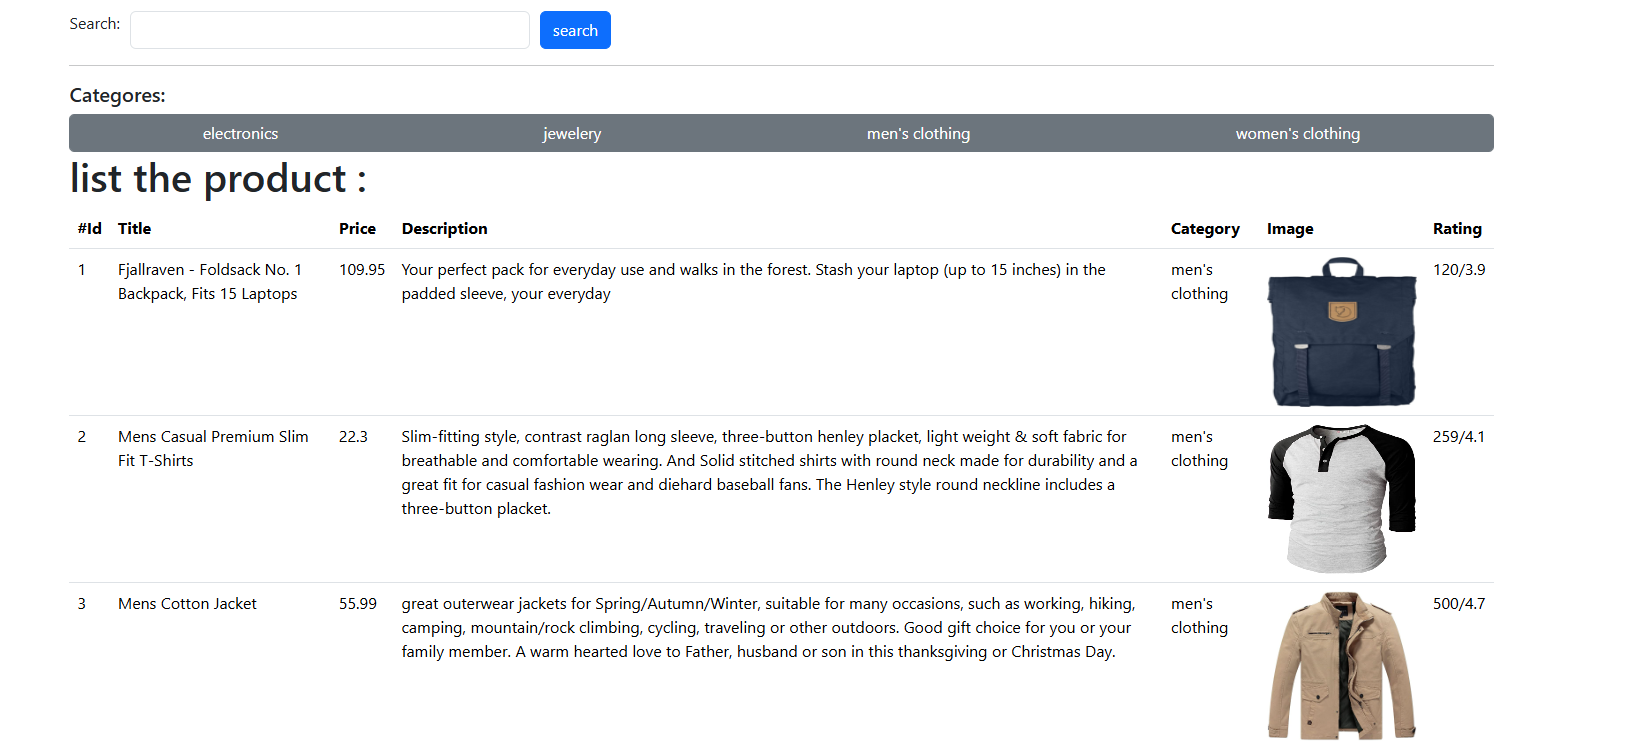 Search:
search
Categores:
electronics jewelery men's clothing women's clothing
list the product :
#Id Title Price Description Category Image Rating
1 Fjallraven - Foldsack No. 1 109.95 Your perfect pack for everyday use and walks in the forest. Stash your laptop (up to 15 inches) in the men's 120/3.9
Backpack, Fits 15 Laptops padded sleeve, your everyday clothing
2 Mens Casual Premium Slim 22.3 Slim-fitting style, contrast raglan long sleeve, three-button henley placket, light weight & soft fabric for men's 259/4.1
Fit T-Shirts breathable and comfortable wearing. And Solid stitched shirts with round neck made for durability and a clothing
great fit for casual fashion wear and diehard baseball fans. The Henley style round neckline includes a
three-button placket.
3 Mens Cotton Jacket 55.99 great outerwear jackets for Spring/Autumn/Winter, suitable for many occasions, such as working, hiking, men's 500/4.7
camping, mountain/rock climbing, cycling, traveling or other outdoors. Good gift choice for you or your clothing
family member. A warm hearted love to Father, husband or son in this thanksgiving or Christmas Day.